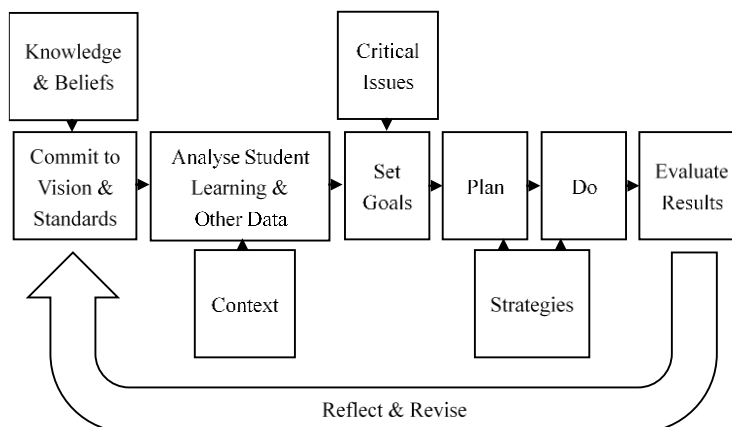 Knowledge
& Beliefs
Critical
Issues
Commit to
Vision &
Standards
Analyse Student
Learning &
Other Data
Set
Goals
Plan
Do
Evaluate
Results
Context
Strategies
Reflect & Revise